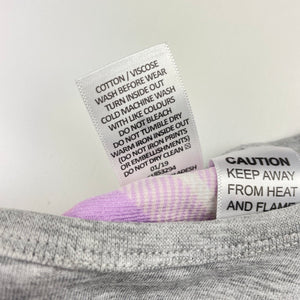 COTTON / VISCOSE
WASH BEFORE WEAR
TURN INSIDE OUT
COLD MACHINE WASH
WITH LIKE COLOURS
DO NOT BLEACH
DO NOT TUMBLE DRY
WARM IRON INSIDE OUT
(DO NOT IRON PRINTS
OR EMBELLISHMENTS)
DO NOT DRY CLEAN
01/19
CAUTION
KEEP AWAY
FROM HEAT
AND FLAME